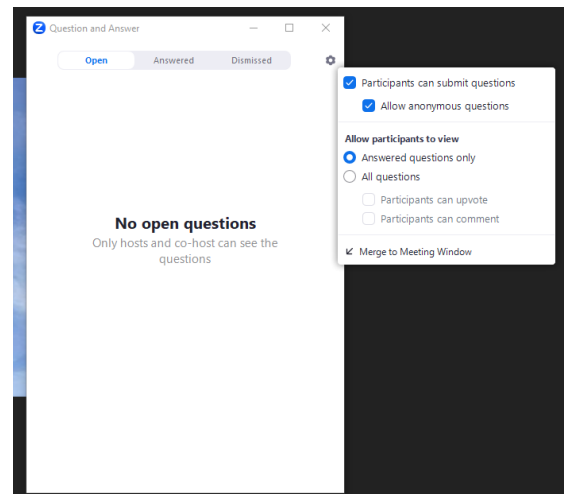 Question and Answer
Open Answered Dismissed
Participants can submit questions
Allow anonymous questions
Allow participants to view
Answered questions only
All questions
Participants can upvote
Participants can comment
Merge to Meeting Window
No open questions
Only hosts and co-host can see the
questions